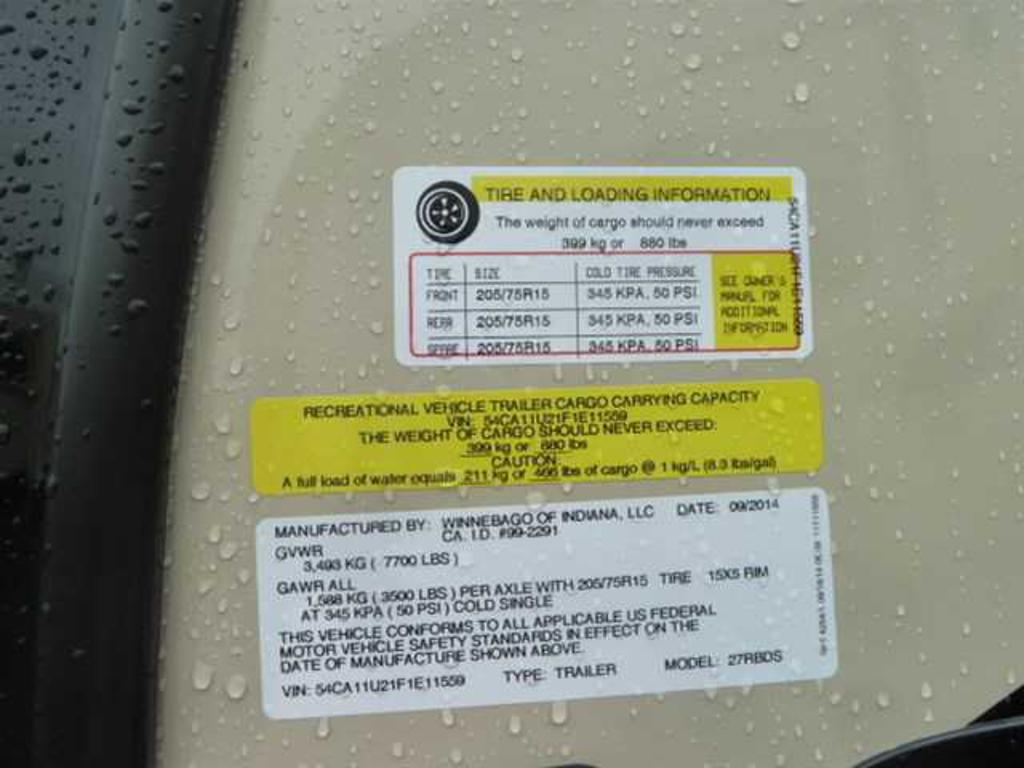 TIRE AND LOADING INFORMATION
The weight of cargo should never exceed
399 kg or 880 lbs
TIRE SIZE COLD TIRE PRESSURE
FRONT 205/75R15 345 KPA, 50 PSI
REAR 205/75R15 345 KPA, 50 PSI
SPARE 205/75R15 345 KPA, 50 PSI
SEE OWNER'S
MANUAL FOR
ADDITIONAL
INFORMATION
54CA11U21F1E11559
RECREATIONAL VEHICLE TRAILER CARGO CARRYING CAPACITY
VIN: 54CA11U21F1E11559
THE WEIGHT OF CARGO SHOULD NEVER EXCEED:
399 kg or 880 lbs
CAUTION:
A full load of water equals 211 kg or 466 lbs of cargo @ 1 kg/L (8.3 lbs/gal)
MANUFACTURED BY: WINNEBAGO OF INDIANA, LLC DATE: 09/2014
CA. I.D. #99-2291
GVWR
3,493 KG ( 7700 LBS )
GAWR ALL
1,588 KG ( 3500 LBS ) PER AXLE WITH 205/75R15 TIRE 15X5 RIM
AT 345 KPA ( 50 PSI ) COLD SINGLE
THIS VEHICLE CONFORMS TO ALL APPLICABLE US FEDERAL
MOTOR VEHICLE SAFETY STANDARDS IN EFFECT ON THE
DATE OF MANUFACTURE SHOWN ABOVE.
VIN: 54CA11U21F1E11559 TYPE: TRAILER MODEL: 27RBDS